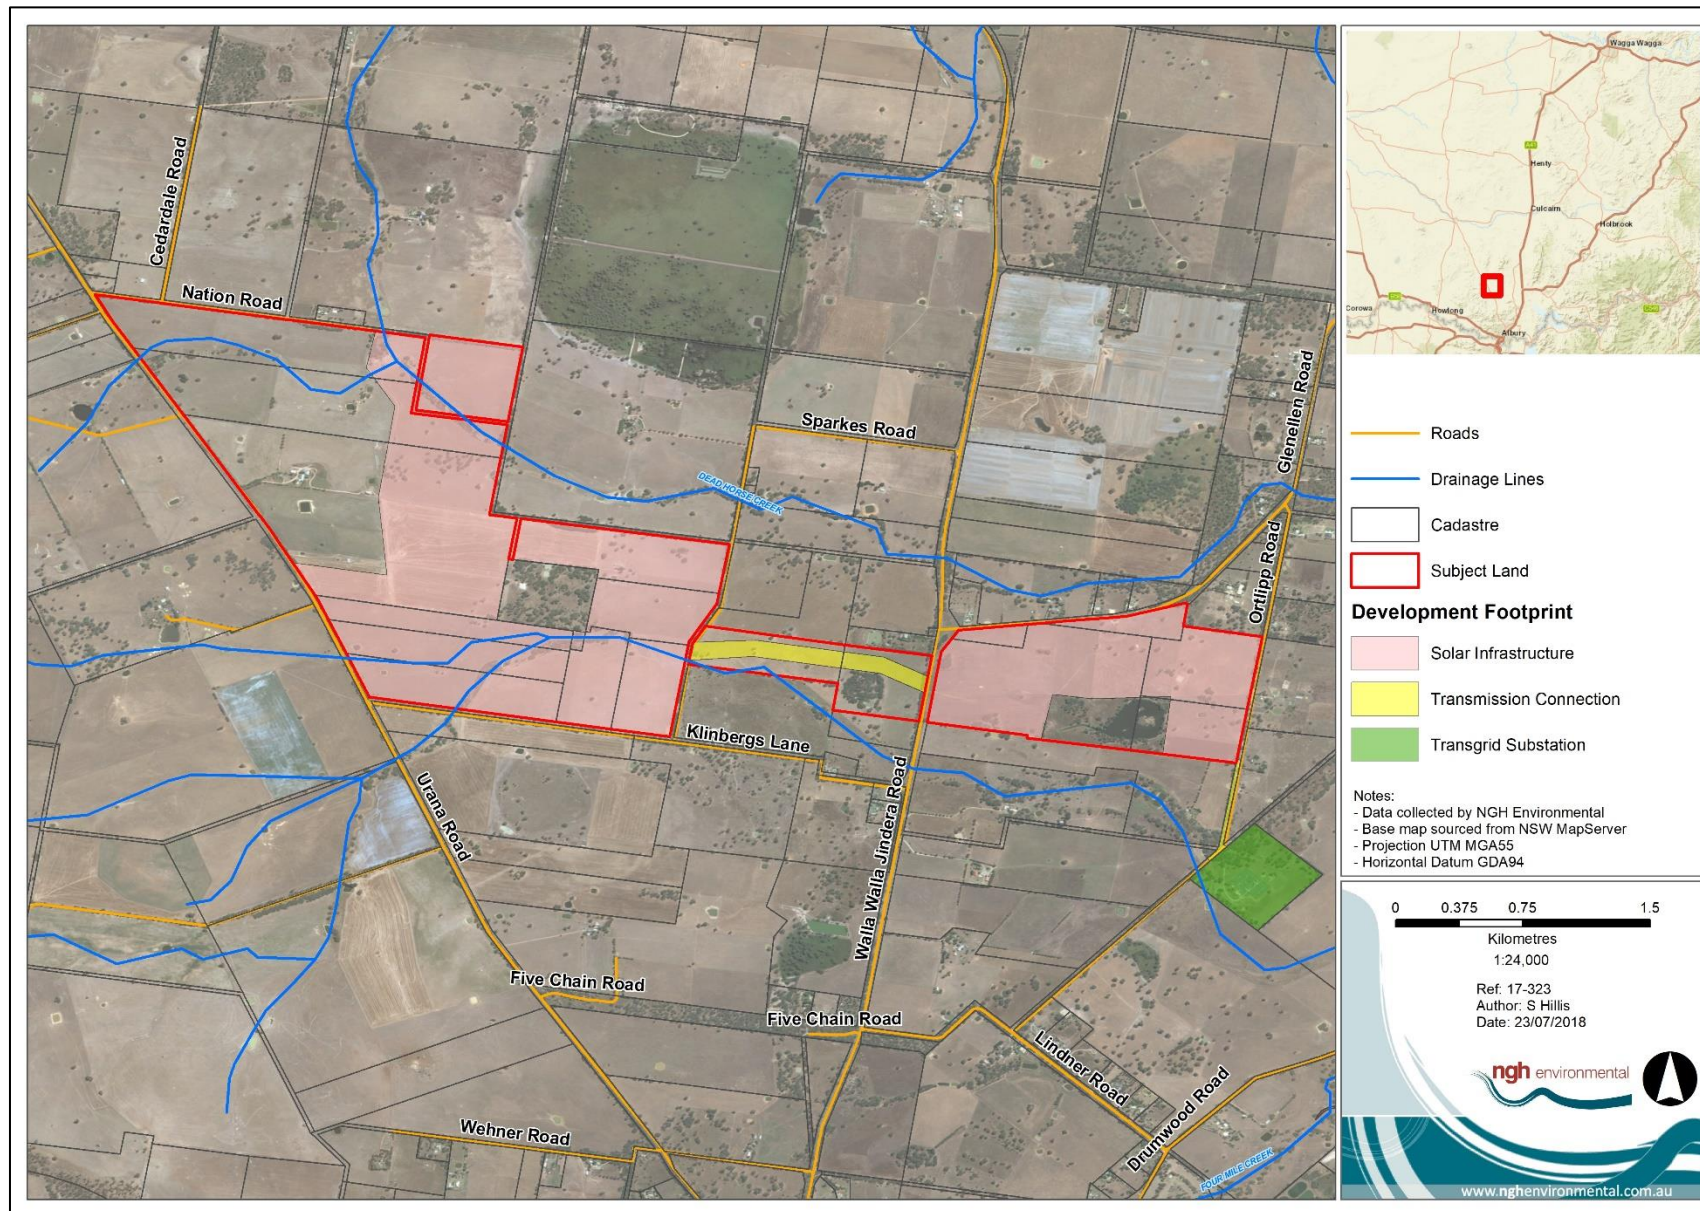 Cedardale Road
Nation Road
Sparkes Road
DEAD HORSE CREEK
Glenellen Road
Ortlipp Road
Klinbergs Lane
Urana Road
Walla Walla Jindera Road
Five Chain Road
Five Chain Road
Lindner Road
Drumwood Road
Wehner Road
FOUR MILE CREEK
Wagga Wagga
A41
Henty
Culcairn
Holbrook
Corowa
Howlong
Albury
Roads
Drainage Lines
Cadastre
Subject Land
Development Footprint
Solar Infrastructure
Transmission Connection
Transgrid Substation
Notes:
- Data collected by NGH Environmental
- Base map sourced from NSW MapServer
- Projection UTM MGA55
- Horizontal Datum GDA94
0 0.375 0.75 1.5
Kilometres
1:24,000
Ref: 17-323
Author: S Hillis
Date: 23/07/2018
ngh environmental
www.nghenvironmental.com.au